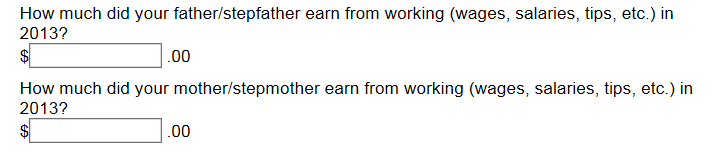 How much did your father/stepfather earn from working (wages, salaries, tips, etc.) in
2013?
$ .00
How much did your mother/stepmother earn from working (wages, salaries, tips, etc.) in
2013?
$ .00